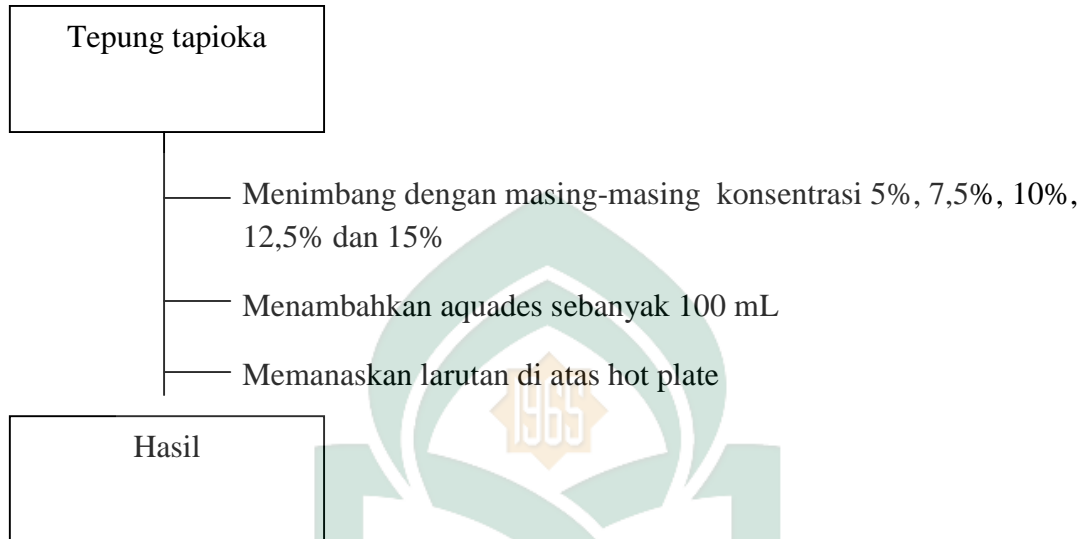 Tepung tapioka
Menimbang dengan masing-masing konsentrasi 5%, 7,5%, 10%,
12,5% dan 15%
Menambahkan aquades sebanyak 100 mL
Memanaskan larutan di atas hot plate
1965
Hasil